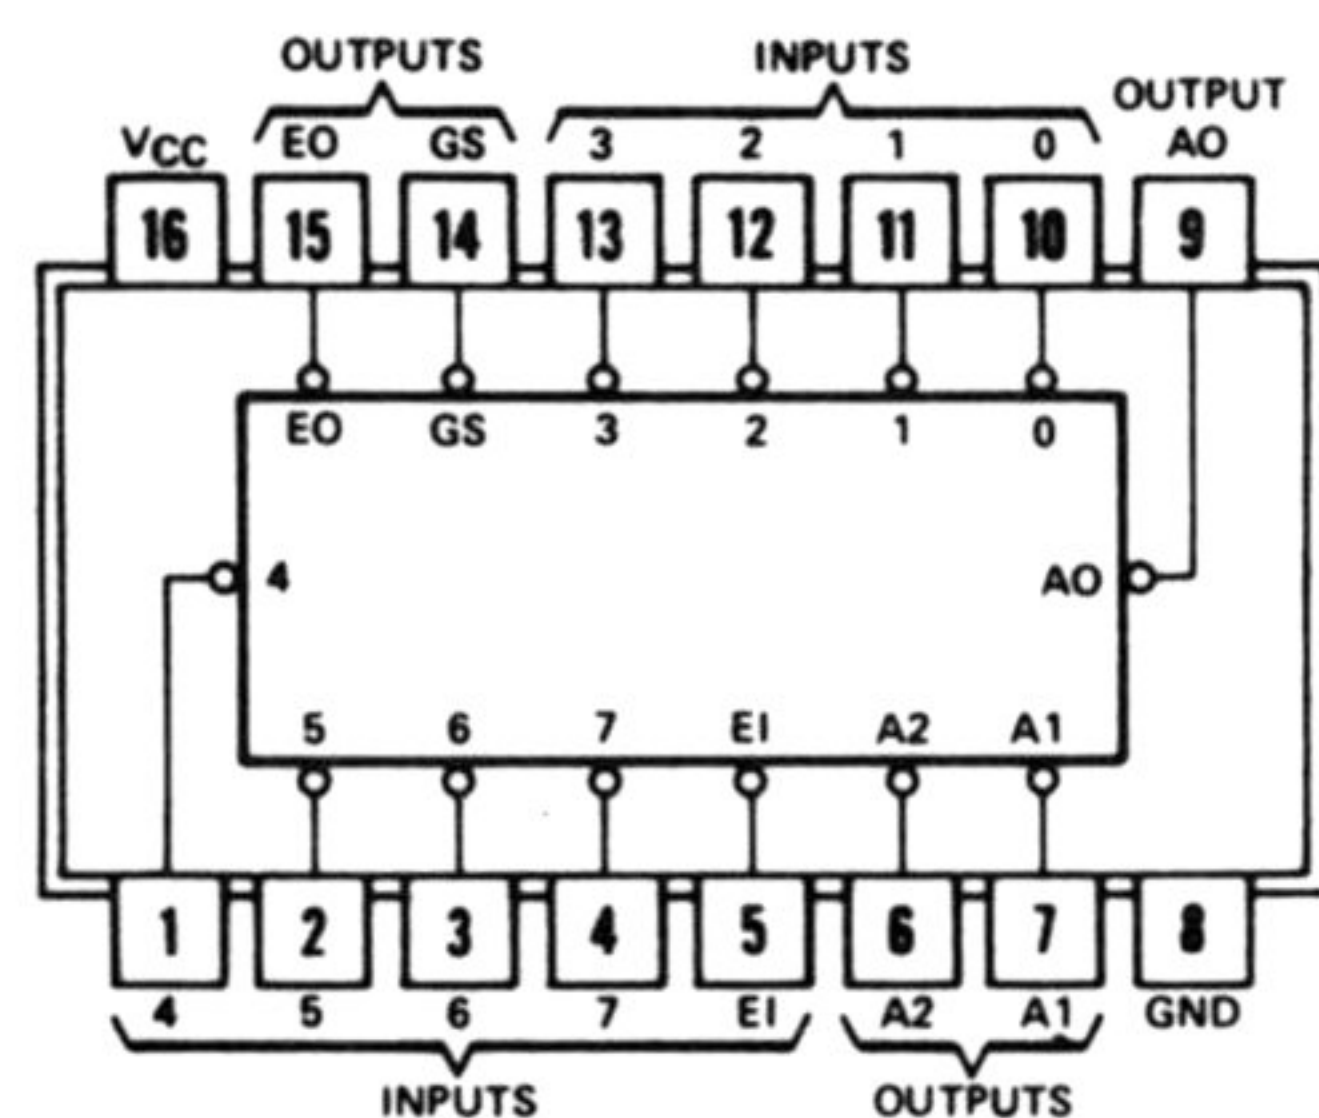 OUTPUTS INPUTS
OUTPUT
VCC EO GS 3 2 1 0 AO
16 15 14 13 12 11 10 9
EO GS 3 2 1 0
4 AO
5 6 7 EI A2 A1
1 2 3 4 5 6 7 8
4 5 6 7 EI A2 A1 GND
INPUTS OUTPUTS